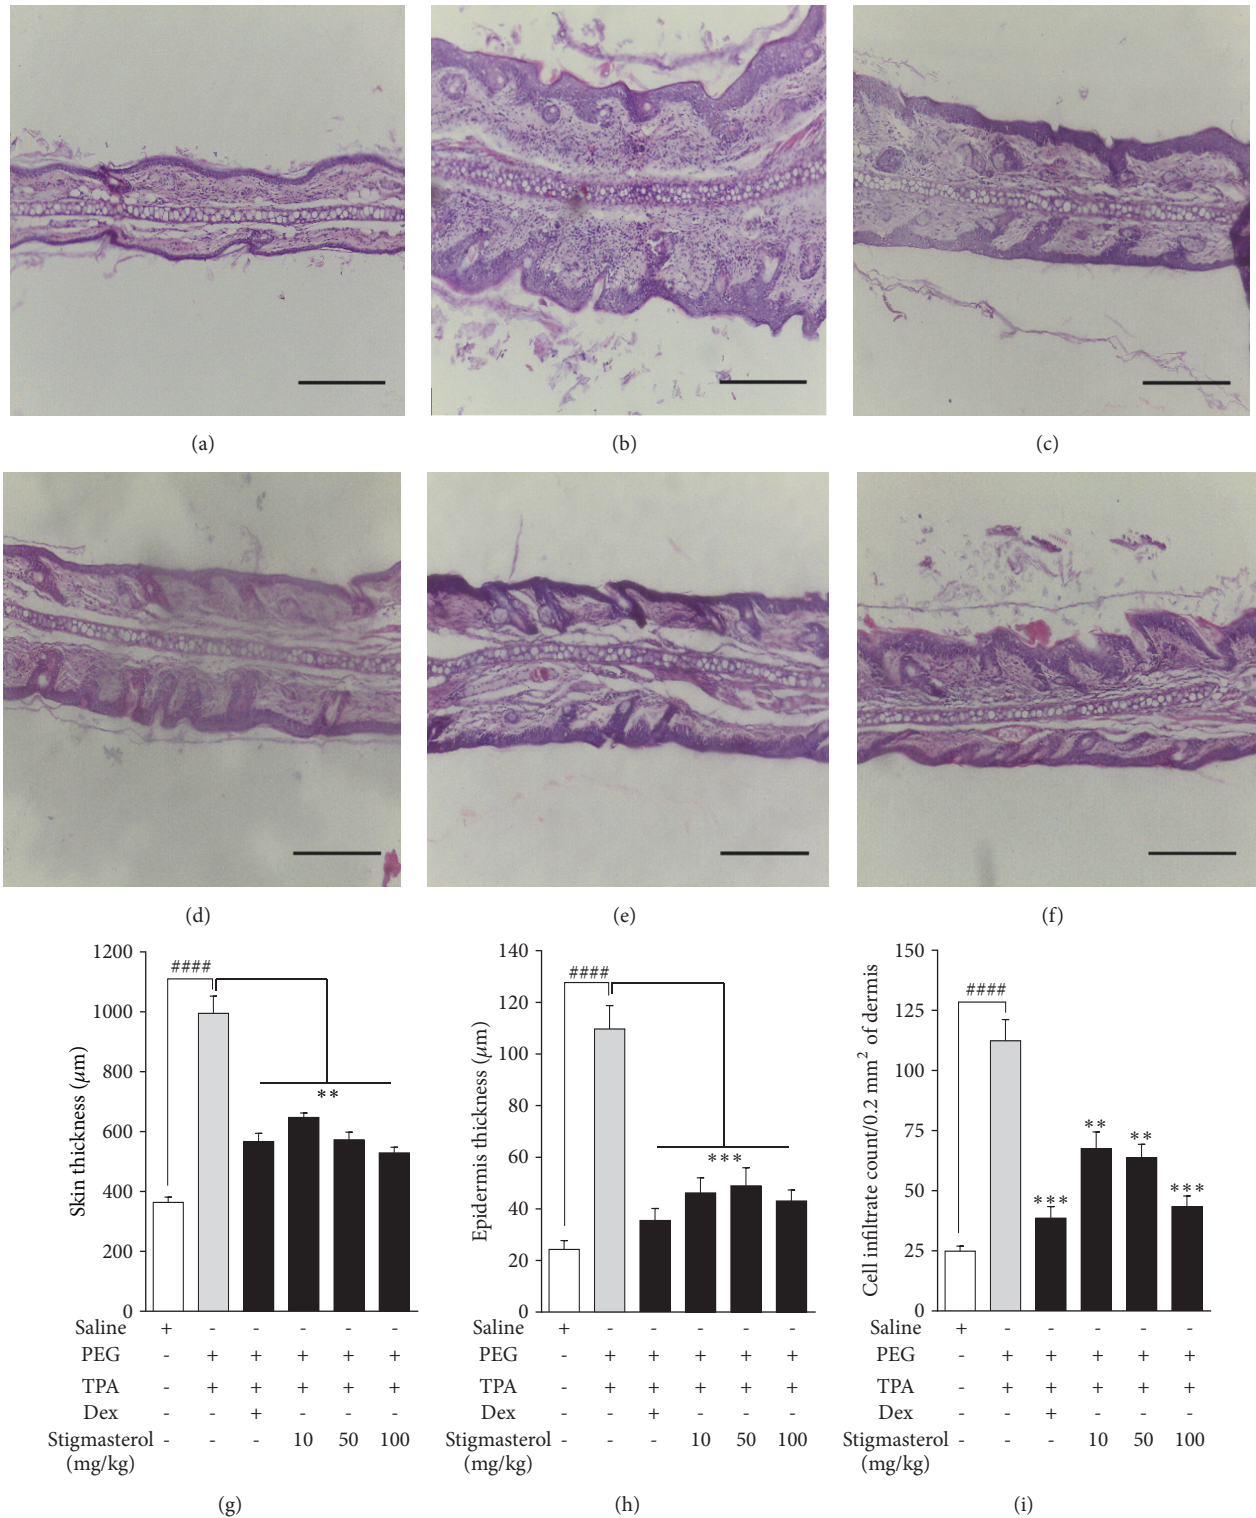 (a)
(b)
(c)
(d)
(e)
(f)
Skin thickness (μm)
1200
1000
800
600
400
200
0
####
**
Saline + - - - - -
PEG - + + + + +
TPA - + + + + +
Dex - - + - - -
Stigmasterol - - - 10 50 100
(mg/kg)
(g)
Epidermis thickness (μm)
140
120
100
80
60
40
20
0
####
***
Saline + - - - - -
PEG - + + + + +
TPA - + + + + +
Dex - - + - - -
Stigmasterol - - - 10 50 100
(mg/kg)
(h)
Cell infiltrate count/0.2 mm² of dermis
150
125
100
75
50
25
0
####
***
**
**
***
Saline + - - - - -
PEG - + + + + +
TPA - + + + + +
Dex - - + - - -
Stigmasterol - - - 10 50 100
(mg/kg)
(i)